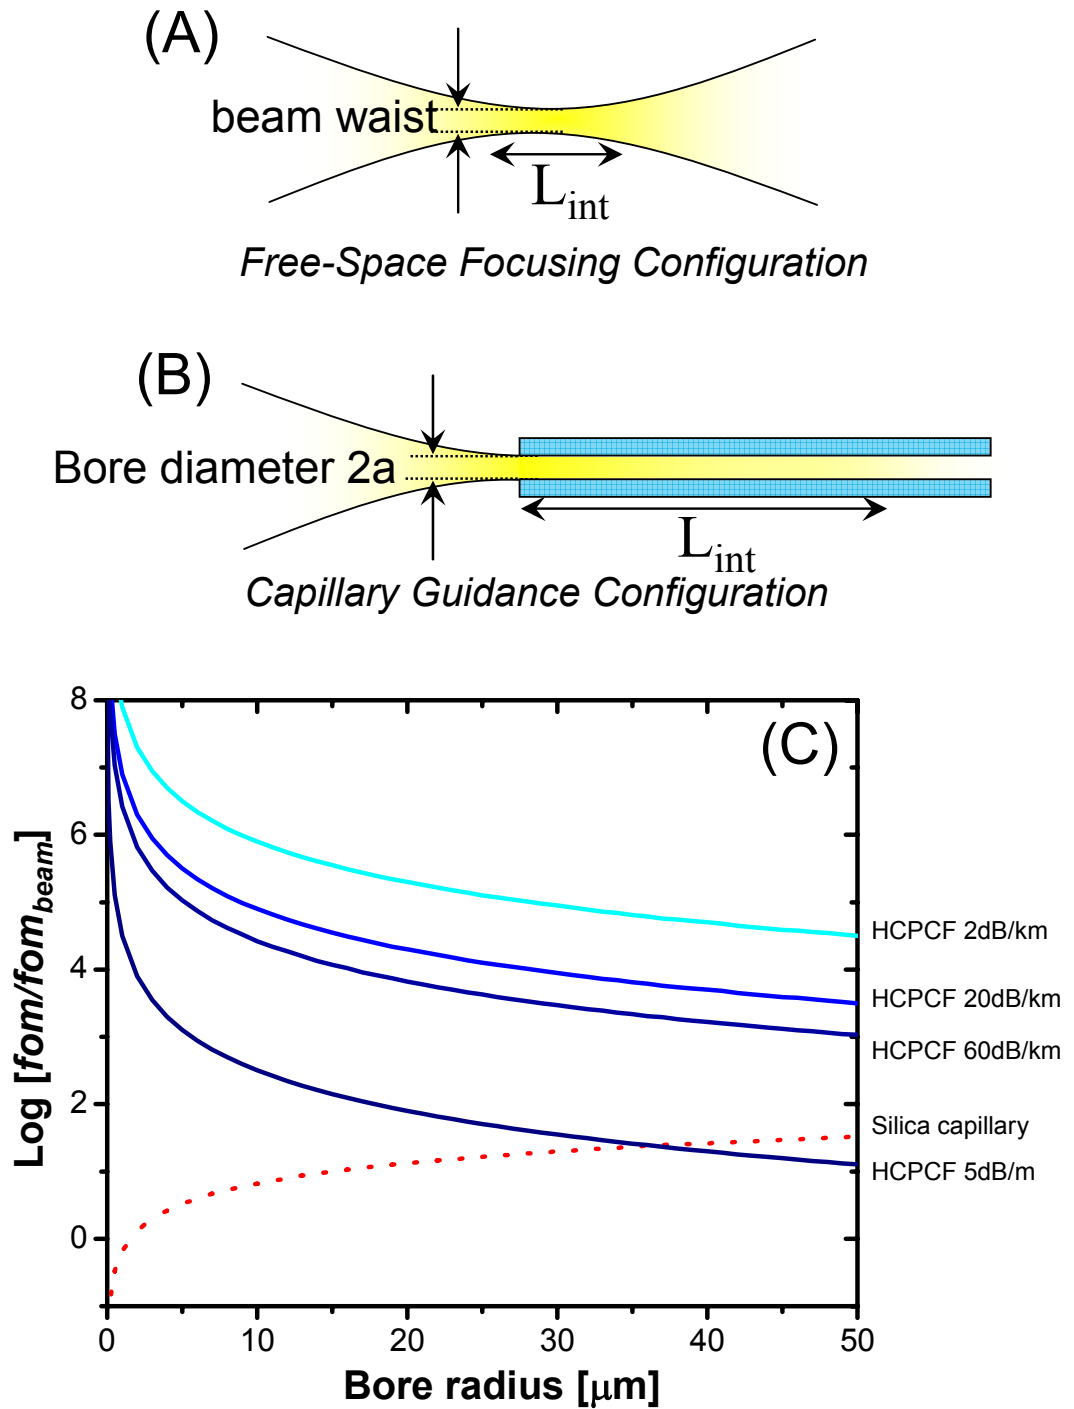 (A)
beam waist
L_int
Free-Space Focusing Configuration
(B)
Bore diameter 2a
L_int
Capillary Guidance Configuration
(C)
Log [fom/fom_beam]
8
6
4
2
0
HCPCF 2dB/km
HCPCF 20dB/km
HCPCF 60dB/km
Silica capillary
HCPCF 5dB/m
0 10 20 30 40 50
Bore radius [μm]